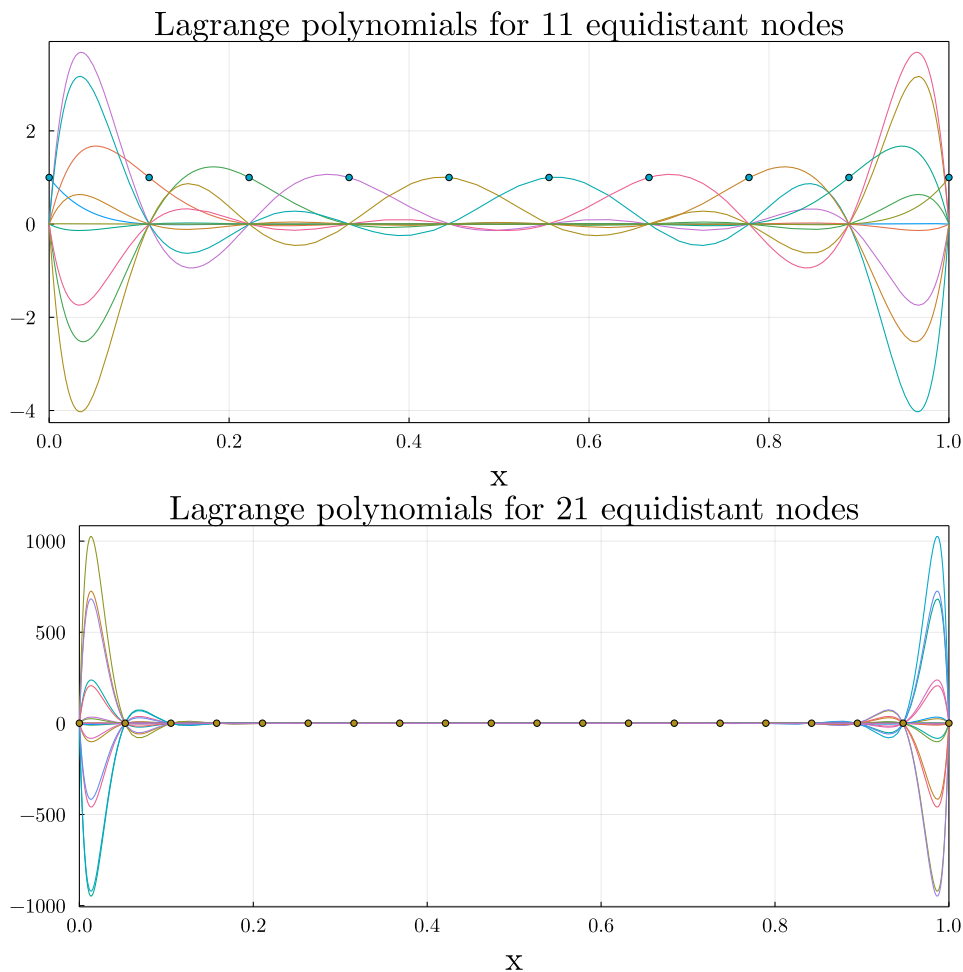 Lagrange polynomials for 11 equidistant nodes
2
0
−2
−4
0.0 0.2 0.4 0.6 0.8 1.0
x
Lagrange polynomials for 21 equidistant nodes
1000
500
0
−500
−1000
0.0 0.2 0.4 0.6 0.8 1.0
x